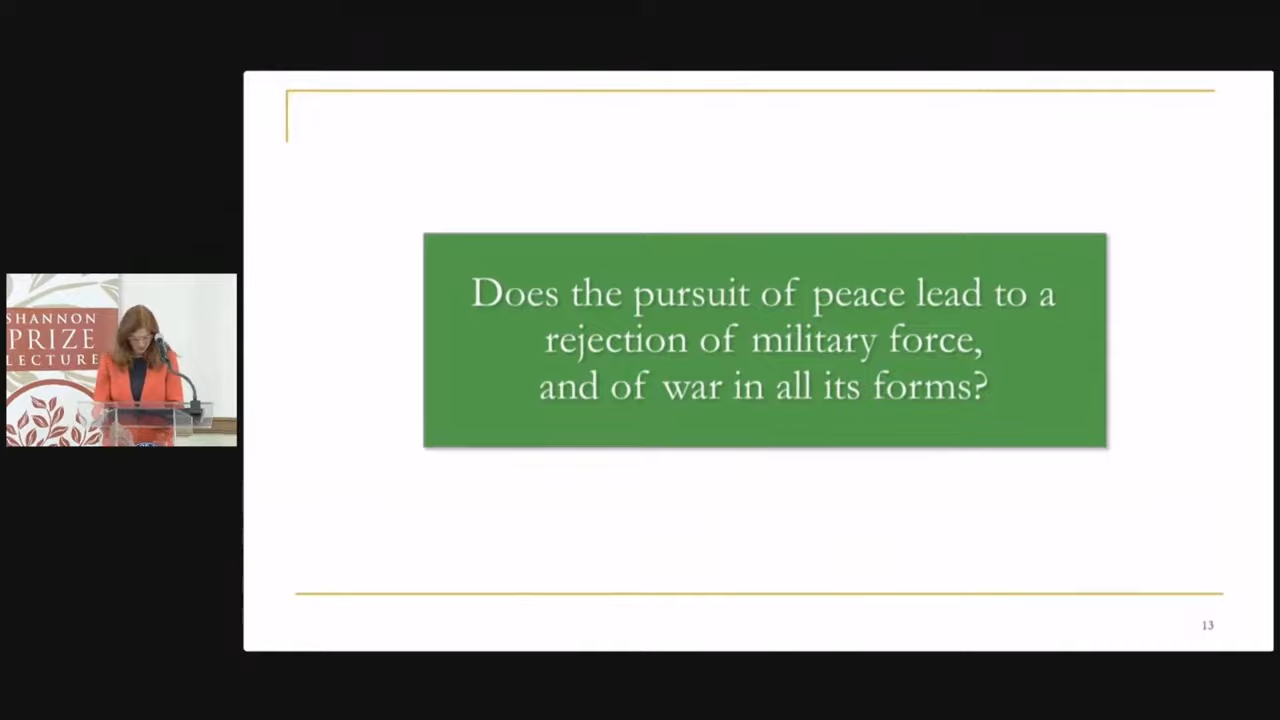 SHANNON
PRIZE
LECTURE
Does the pursuit of peace lead to a
rejection of military force,
and of war in all its forms?
13